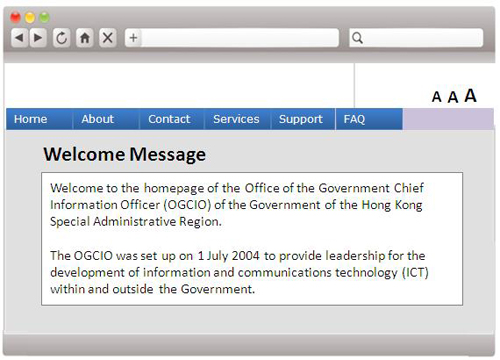 A A A
Home About Contact Services Support FAQ
Welcome Message
Welcome to the homepage of the Office of the Government Chief
Information Officer (OGCIO) of the Government of the Hong Kong
Special Administrative Region.
The OGCIO was set up on 1 July 2004 to provide leadership for the
development of information and communications technology (ICT)
within and outside the Government.